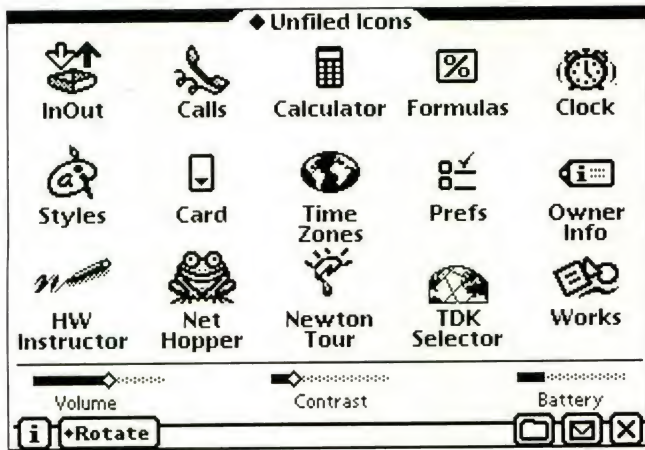 ◆Unfiled Icons
InOut Calls Calculator Formulas Clock
Styles Card Time Zones Prefs Owner Info
HW Instructor Net Hopper Newton Tour TDK Selector Works
Volume Contrast Battery
i ◆Rotate